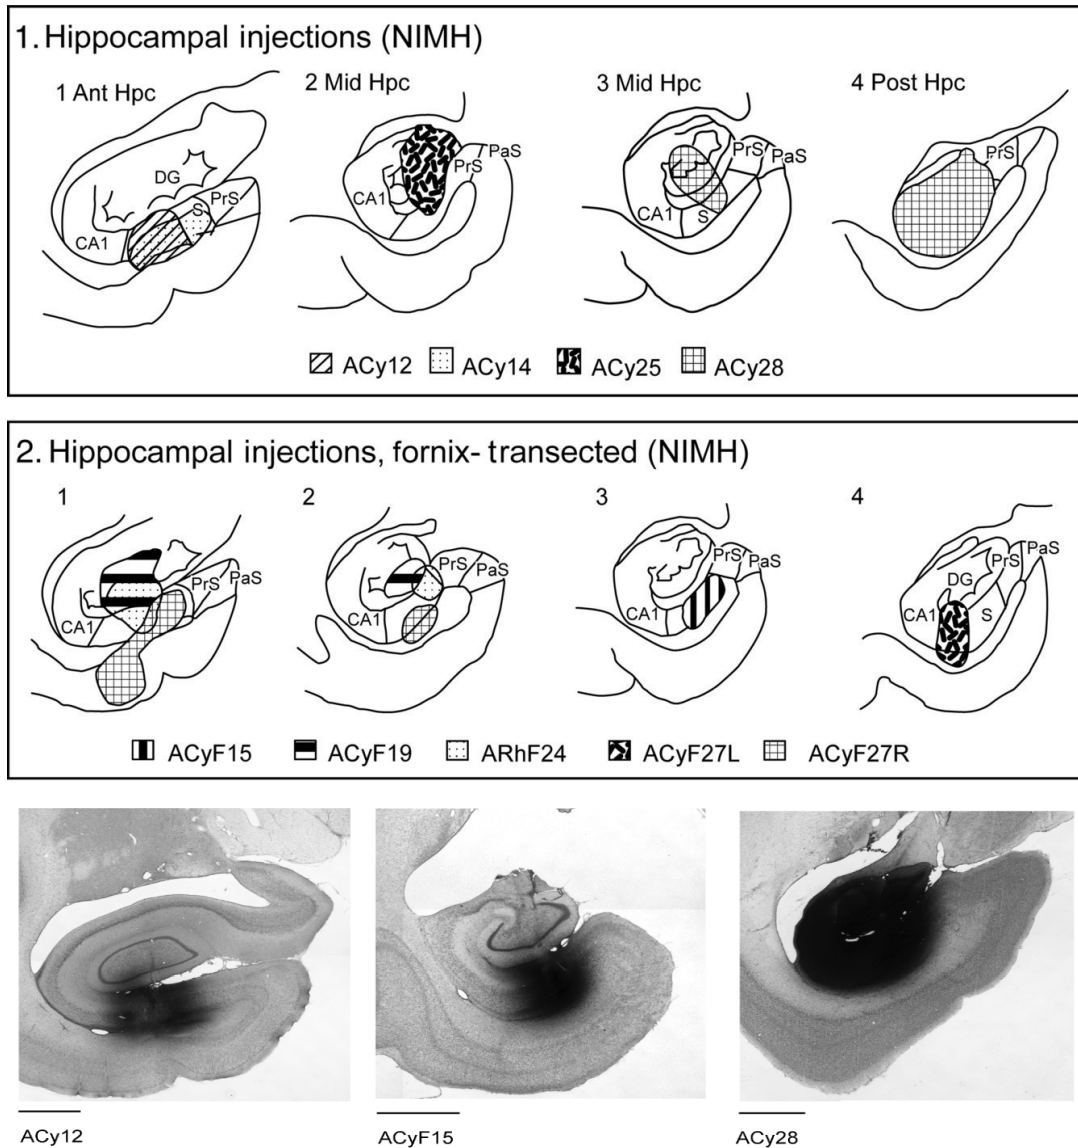 1. Hippocampal injections (NIMH)
1 Ant Hpc
2 Mid Hpc
3 Mid Hpc
4 Post Hpc
DG
PrS
S
CA1
PaS
PrS
CA1
PrS
PaS
CA1
S
PrS
ACy12
ACy14
ACy25
ACy28
2. Hippocampal injections, fornix- transected (NIMH)
1
2
3
4
PaS
PrS
CA1
PrS
PaS
CA1
PrS
PaS
CA1
PrS
PaS
DG
CA1
S
ACyF15
ACyF19
ARhF24
ACyF27L
ACyF27R
ACy12
ACyF15
ACy28